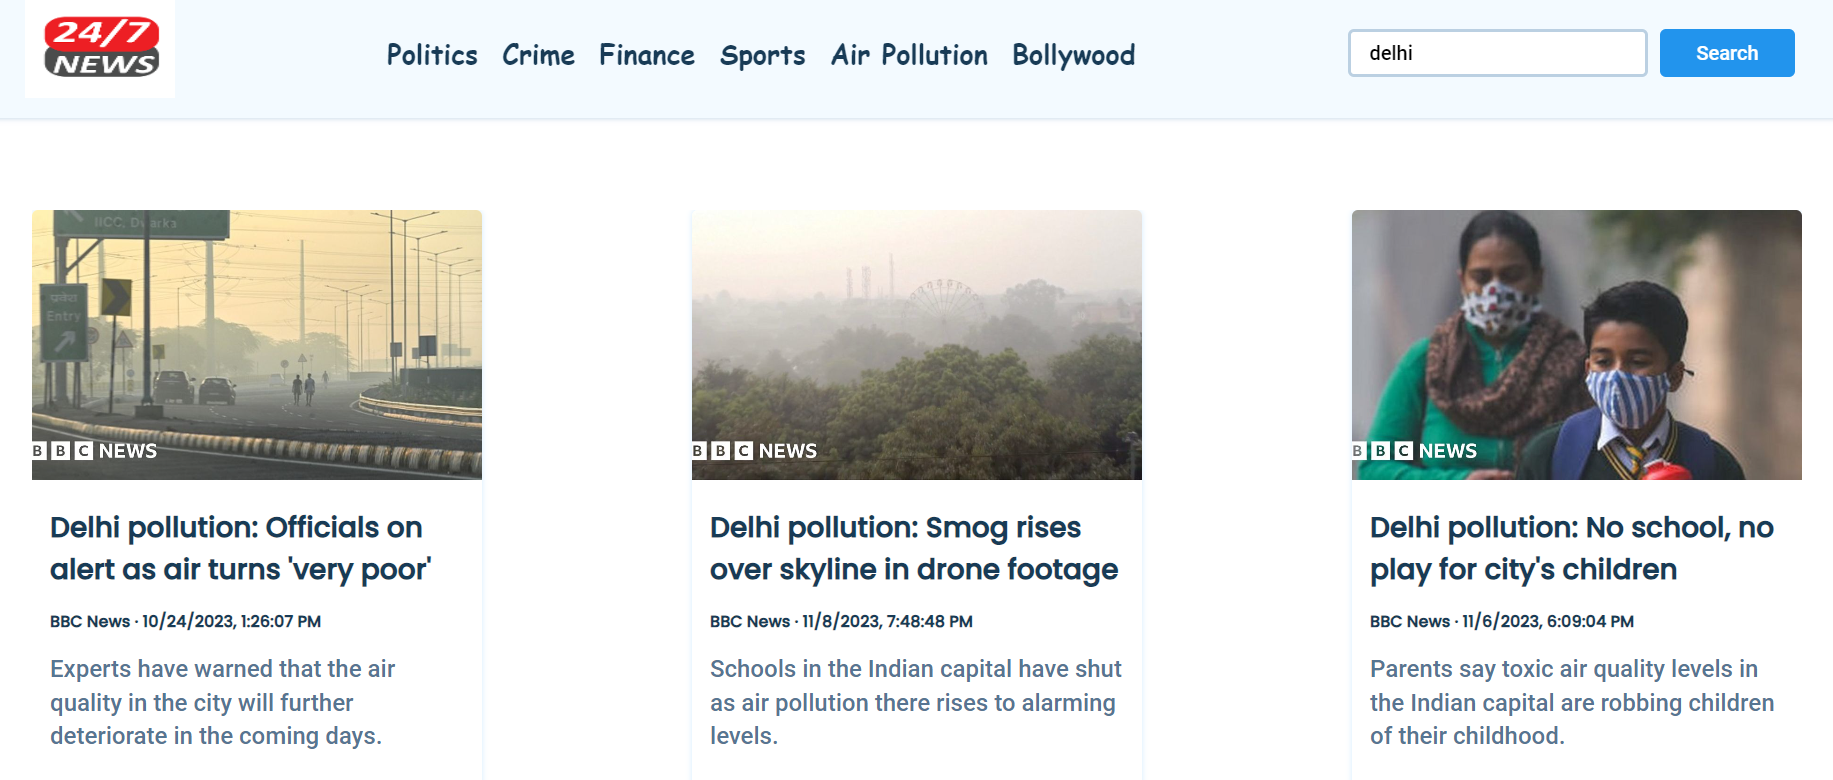 24/7
NEWS
Politics Crime Finance Sports Air Pollution Bollywood
delhi
Search
IICC, Dwarka
प्रवेश
Entry
BBC NEWS
Delhi pollution: Officials on
alert as air turns 'very poor'
BBC News · 10/24/2023, 1:26:07 PM
Experts have warned that the air
quality in the city will further
deteriorate in the coming days.
BBC NEWS
Delhi pollution: Smog rises
over skyline in drone footage
BBC News · 11/8/2023, 7:48:48 PM
Schools in the Indian capital have shut
as air pollution there rises to alarming
levels.
BBC NEWS
Delhi pollution: No school, no
play for city's children
BBC News · 11/6/2023, 6:09:04 PM
Parents say toxic air quality levels in
the Indian capital are robbing children
of their childhood.